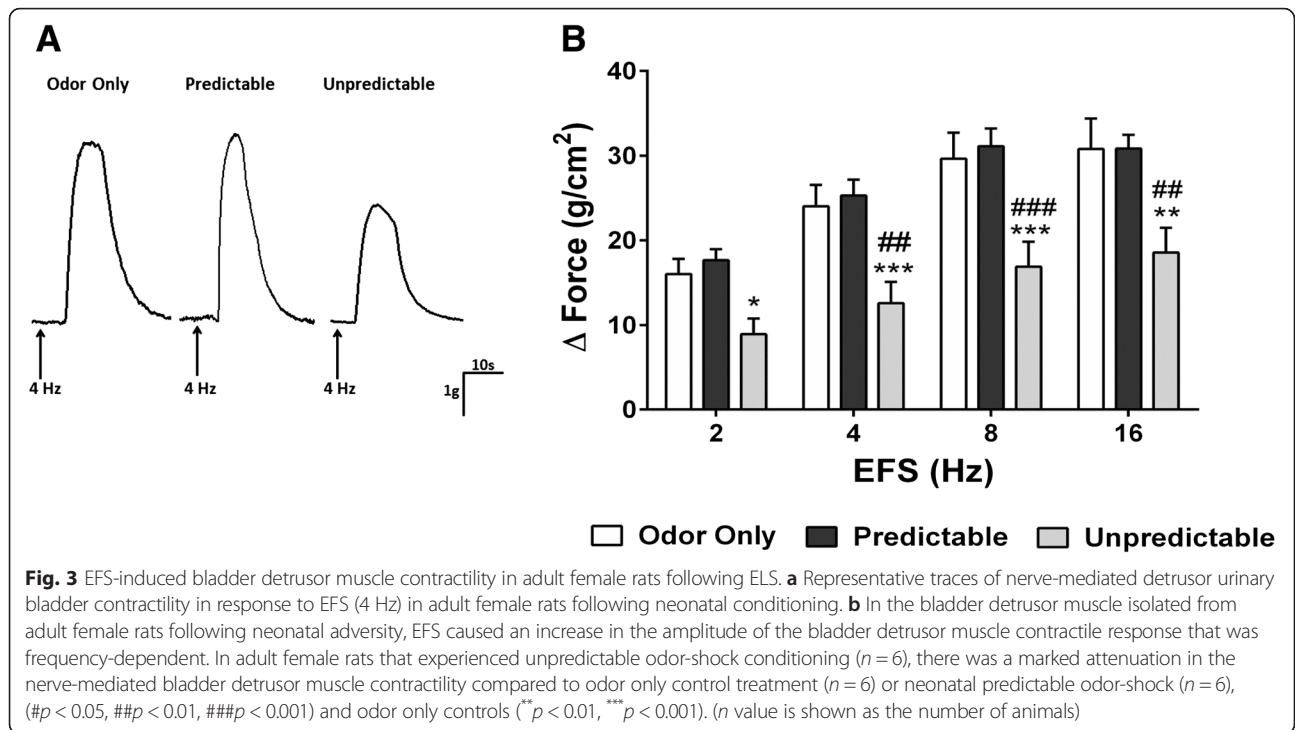 A
B
Odor Only Predictable Unpredictable
4 Hz 4 Hz 4 Hz
10s
1g
Δ Force (g/cm²)
40
30
20
10
0
*
##
***
###
***
##
**
2 4 8 16
EFS (Hz)
Odor Only Predictable Unpredictable
Fig. 3 EFS-induced bladder detrusor muscle contractility in adult female rats following ELS. a Representative traces of nerve-mediated detrusor urinary
bladder contractility in response to EFS (4 Hz) in adult female rats following neonatal conditioning. b In the bladder detrusor muscle isolated from
adult female rats following neonatal adversity, EFS caused an increase in the amplitude of the bladder detrusor muscle contractile response that was
frequency-dependent. In adult female rats that experienced unpredictable odor-shock conditioning (n = 6), there was a marked attenuation in the
nerve-mediated bladder detrusor muscle contractility compared to odor only control treatment (n = 6) or neonatal predictable odor-shock (n = 6),
(#p < 0.05, ##p < 0.01, ###p < 0.001) and odor only controls (**p < 0.01, ***p < 0.001). (n value is shown as the number of animals)